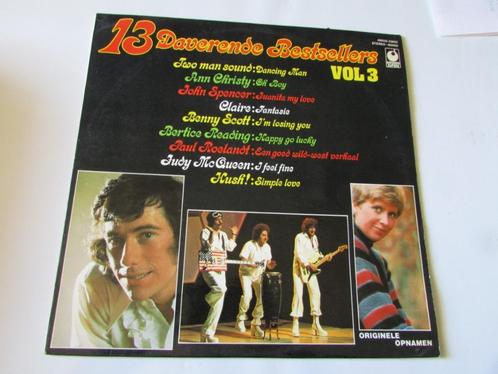 13 Daverende Bestsellers
VOL 3
Two man sound: Dancing Man
Ann Christy: Oh Boy
John Spencer: Juanita my love
Claire: Fantasie
Benny Scott: I'm losing you
Bertice Reading: Happy go lucky
Paul Roelandt: Een goed wild-west verhaal
Judy McQueen: I feel fine
Hush!: Simple love
ORIGINELE
OPNAMEN